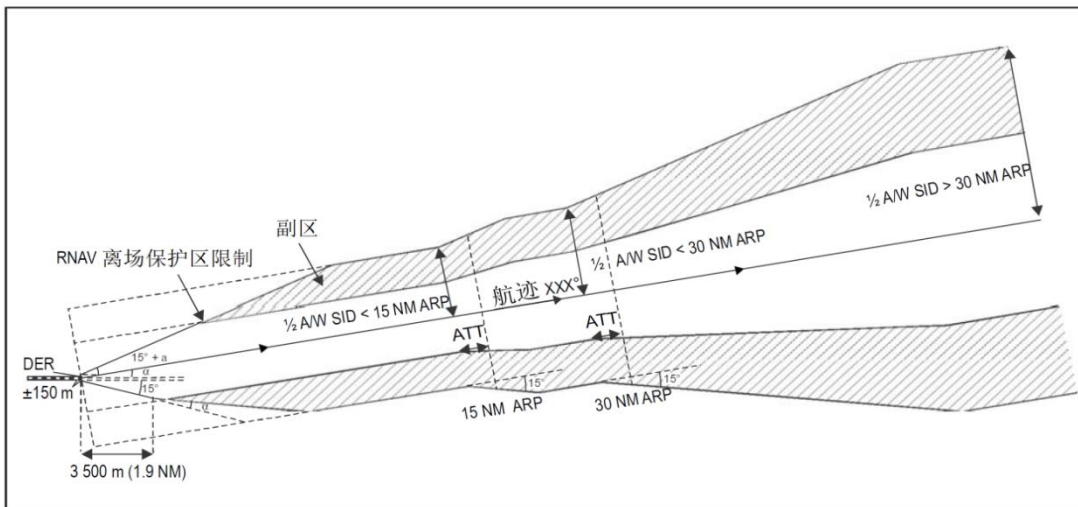 ½ A/W SID > 30 NM ARP
副区
RNAV 离场保护区限制
½ A/W SID < 30 NM ARP
航迹 XXX°
½ A/W SID < 15 NM ARP
ATT
ATT
DER
15° + a
α
15°
±150 m
α
15°
15°
15 NM ARP
30 NM ARP
3 500 m (1.9 NM)